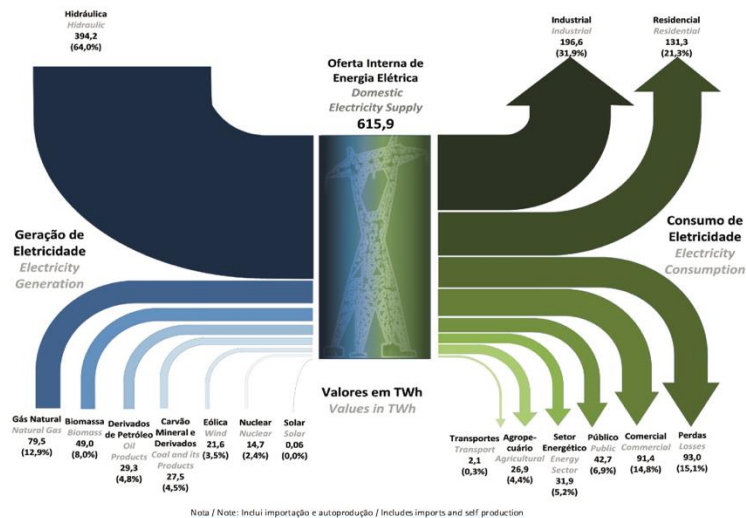 Hidráulica
Hidraulic
394,2
(64,0%)
Industrial
Industrial
196,6
(31,9%)
Residencial
Residential
131,3
(21,3%)
Oferta Interna de
Energia Elétrica
Domestic
Electricity Supply
615,9
Geração de
Eletricidade
Electricity
Generation
Consumo de
Eletricidade
Electricity
Consumption
Valores em TWh
Values in TWh
Gás Natural
Natural Gas
79,5
(12,9%)
Biomassa
Biomass
49,0
(8,0%)
Derivados
de Petróleo
Oil
Products
29,3
(4,8%)
Carvão
Mineral e
Derivados
Coal and its
Products
27,5
(4,5%)
Eólica
Wind
21,6
(3,5%)
Nuclear
Nuclear
14,7
(2,4%)
Solar
Solar
0,06
(0,0%)
Transportes
Transport
2,1
(0,3%)
Agrope-
cuário
Agricultural
26,9
(4,4%)
Setor
Energético
Energy
Sector
31,9
(5,2%)
Público
Public
42,7
(6,9%)
Comercial
Commercial
91,4
(14,8%)
Perdas
Losses
93,0
(15,1%)
Nota / Note: Inclui importação e autoprodução / Includes imports and self production